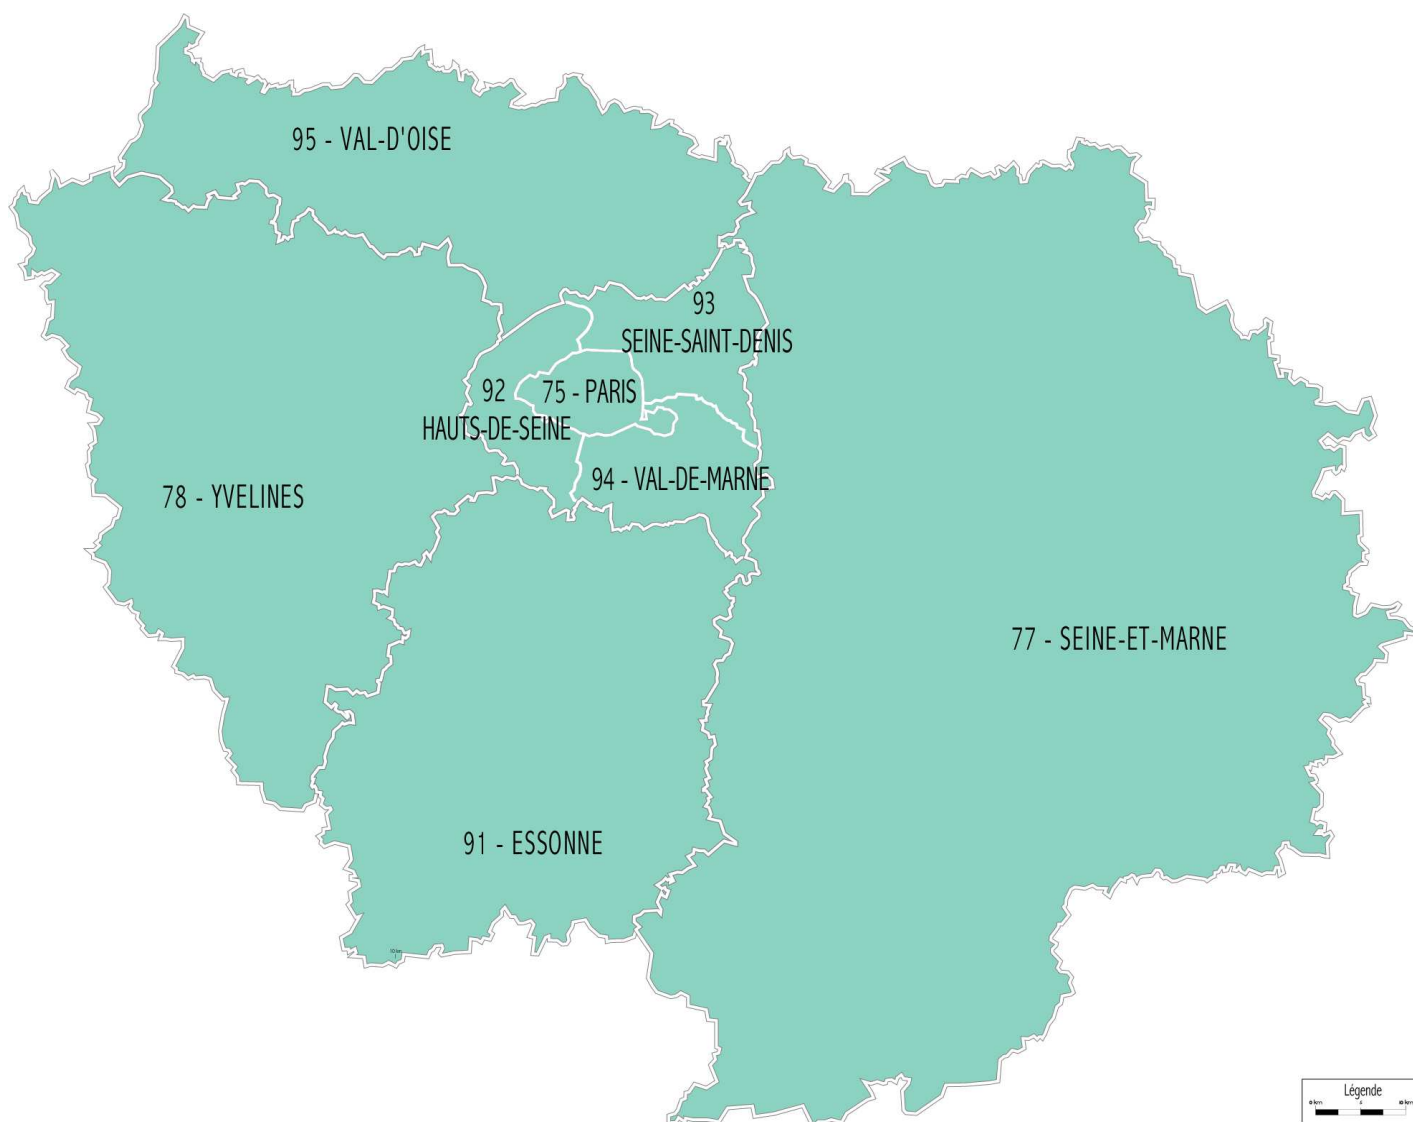 95 - VAL-D'OISE
93
SEINE-SAINT-DENIS
92
75 - PARIS
HAUTS-DE-SEINE
94 - VAL-DE-MARNE
78 - YVELINES
77 - SEINE-ET-MARNE
91 - ESSONNE
Légende